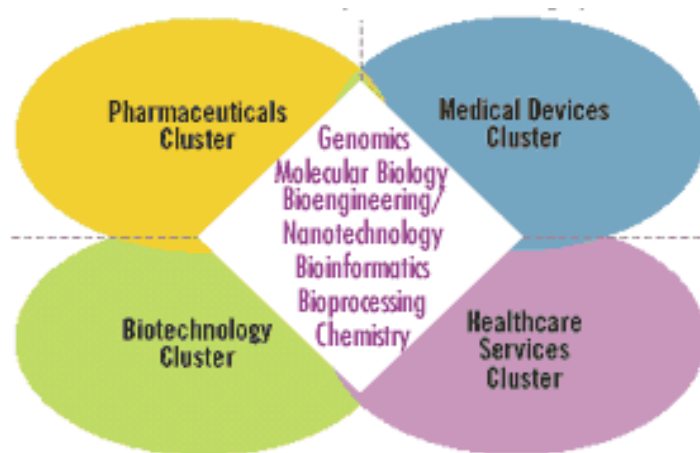 Pharmaceuticals
Cluster
Medical Devices
Cluster
Genomics
Molecular Biology
Bioengineering/
Nanotechnology
Bioinformatics
Bioprocessing
Chemistry
Biotechnology
Cluster
Healthcare
Services
Cluster